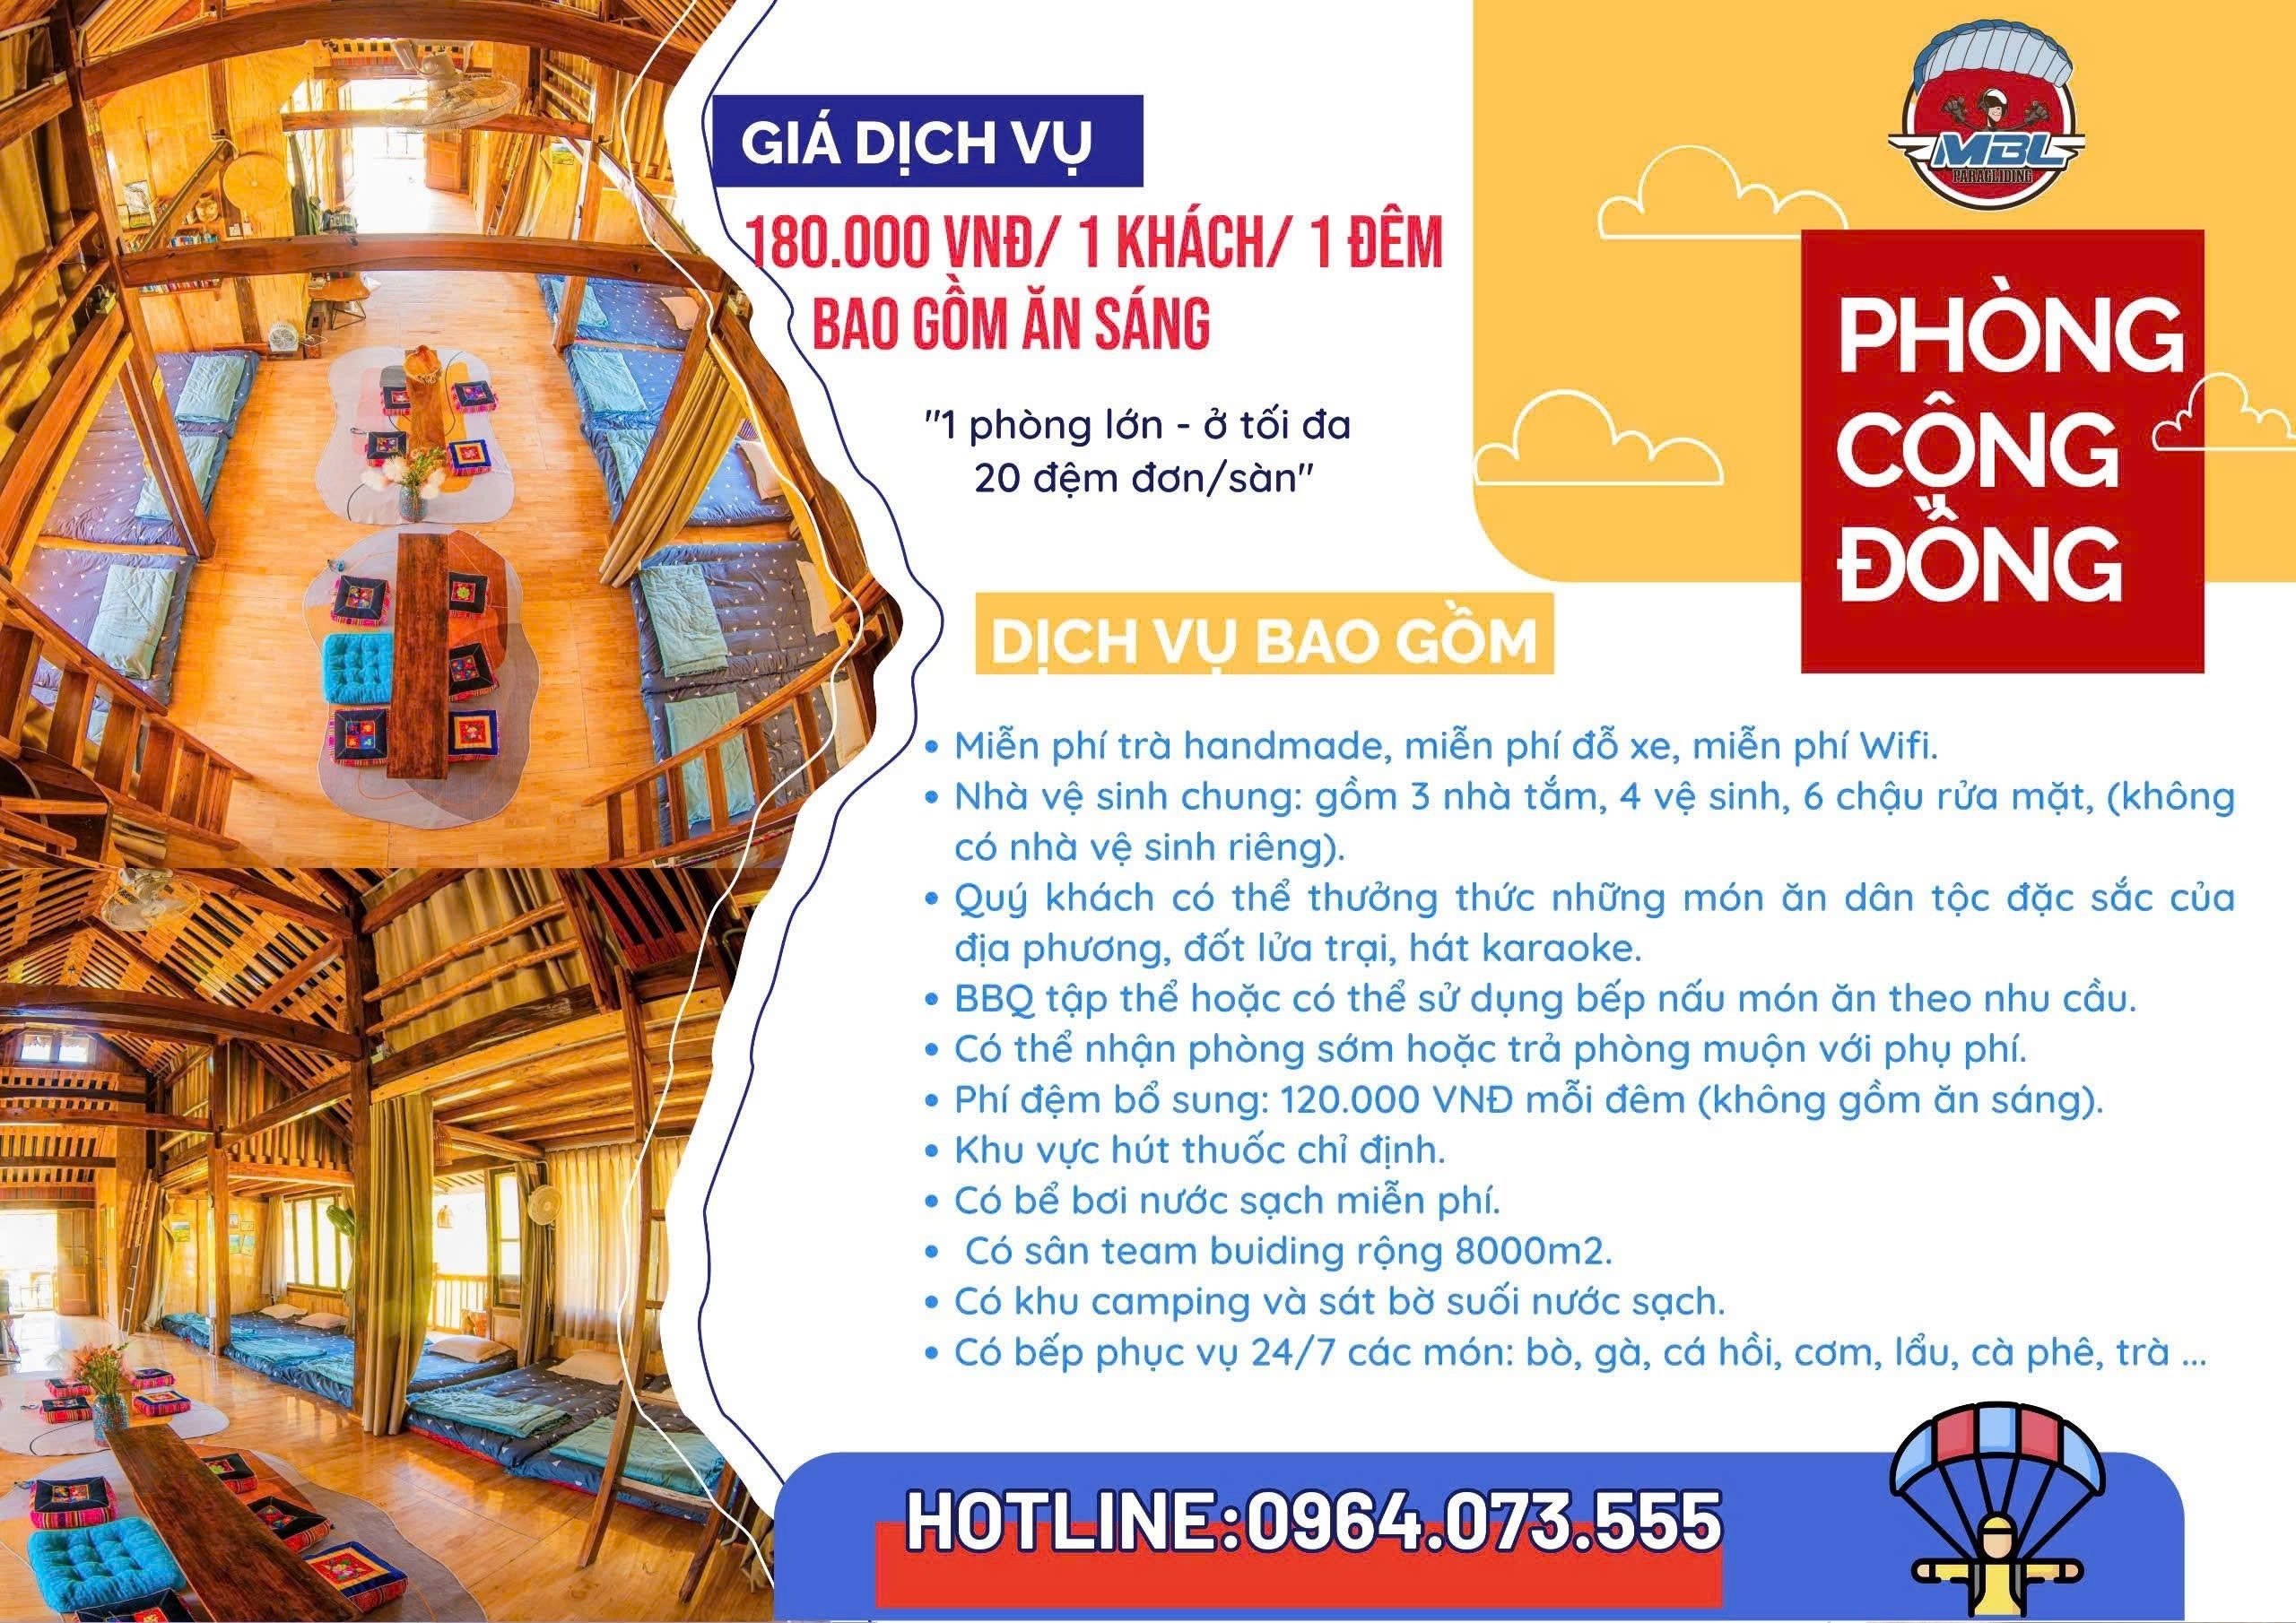 MBL
PARAGLIDING
PHÒNG
CỘNG
ĐỒNG
GIÁ DỊCH VỤ
180.000 VNĐ/ 1 KHÁCH/ 1 ĐÊM
BAO GỒM ĂN SÁNG
"1 phòng lớn - ở tối đa
20 đệm đơn/sàn"
DỊCH VỤ BAO GỒM
• Miễn phí trà handmade, miễn phí đỗ xe, miễn phí Wifi.
• Nhà vệ sinh chung: gồm 3 nhà tắm, 4 vệ sinh, 6 chậu rửa mặt, (không
có nhà vệ sinh riêng).
• Quý khách có thể thưởng thức những món ăn dân tộc đặc sắc của
địa phương, đốt lửa trại, hát karaoke.
• BBQ tập thể hoặc có thể sử dụng bếp nấu món ăn theo nhu cầu.
• Có thể nhận phòng sớm hoặc trả phòng muộn với phụ phí.
• Phí đệm bổ sung: 120.000 VNĐ mỗi đêm (không gồm ăn sáng).
• Khu vực hút thuốc chỉ định.
• Có bể bơi nước sạch miễn phí.
• Có sân team buiding rộng 8000m2.
• Có khu camping và sát bờ suối nước sạch.
• Có bếp phục vụ 24/7 các món: bò, gà, cá hồi, cơm, lẩu, cà phê, trà ...
HOTLINE:0964.073.555